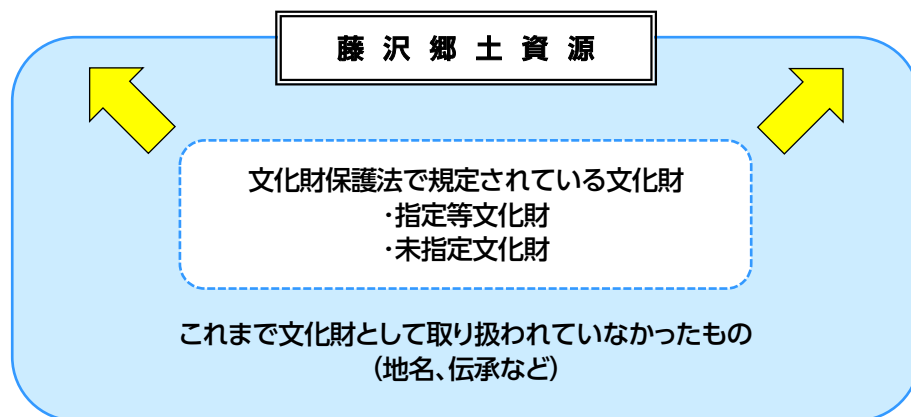 藤沢郷土資源
文化財保護法で規定されている文化財
・指定等文化財
・未指定文化財
これまで文化財として取り扱われていなかったもの
（地名、伝承など）